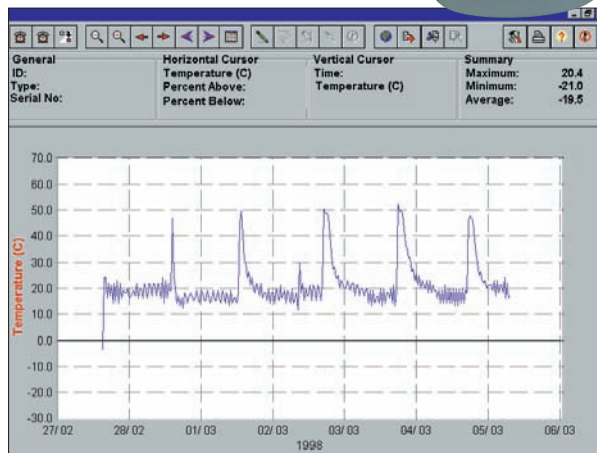 General Horizontal Cursor Vertical Cursor Summary
ID: Temperature (C) Time: Maximum: 20.4
Type: Percent Above: Temperature (C) Minimum: -21.0
Serial No: Percent Below: Average: -19.5
70.0
60.0
50.0
40.0
30.0
20.0
10.0
0.0
-10.0
-20.0
-30.0
Temperature (C)
27/ 02 28/ 02 01/ 03 02/ 03 03/ 03 04/ 03 05/ 03 06/ 03
1998